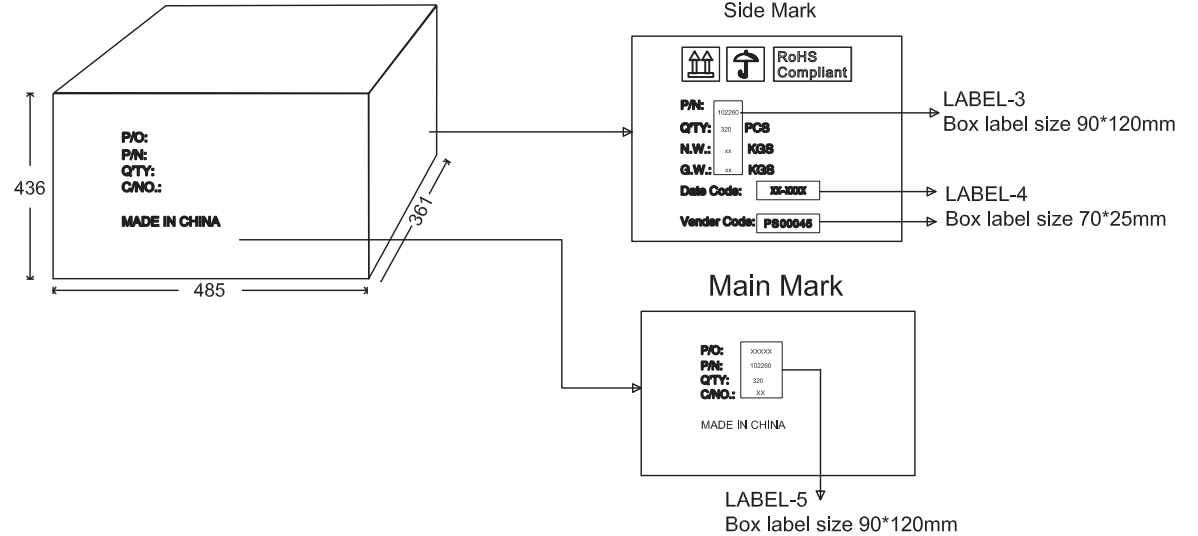 P/O:
P/N:
Q'TY:
C/NO.:
MADE IN CHINA
436
485
361
Side Mark
RoHS
Compliant
P/N: 102260
Q'TY: 320 PCS
N.W.: xx KGS
G.W.: xx KGS
Date Code: XX-XXXX
Vender Code: PS00045
LABEL-3
Box label size 90*120mm
LABEL-4
Box label size 70*25mm
Main Mark
P/O: XXXXX
P/N: 102260
Q'TY: 320
C/NO.: XX
MADE IN CHINA
LABEL-5
Box label size 90*120mm